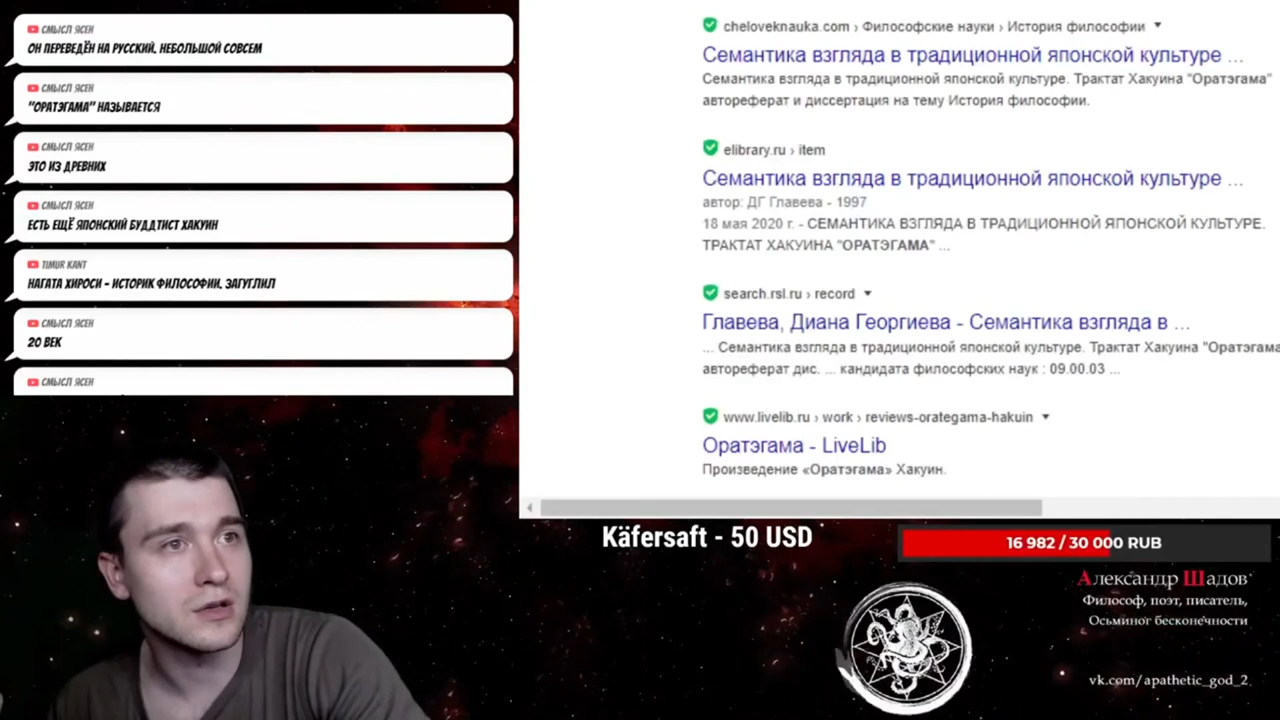 СМЫСЛ ЯСЕН
ОН ПЕРЕВЕДЁН НА РУССКИЙ. НЕБОЛЬШОЙ СОВСЕМ
СМЫСЛ ЯСЕН
"ОРАТЭГАМА" НАЗЫВАЕТСЯ
СМЫСЛ ЯСЕН
ЭТО ИЗ ДРЕВНИХ
СМЫСЛ ЯСЕН
ЕСТЬ ЕЩЁ ЯПОНСКИЙ БУДДТИСТ ХАКУИН
TIMUR KANT
НАГАТА ХИРОСИ - ИСТОРИК ФИЛОСОФИИ. ЗАГУГЛИЛ
СМЫСЛ ЯСЕН
20 ВЕК
СМЫСЛ ЯСЕН
cheloveknauka.com › Философские науки › История философии
Семантика взгляда в традиционной японской культуре ...
Семантика взгляда в традиционной японской культуре. Трактат Хакуина "Оратэгама"
автореферат и диссертация на тему История философии.
elibrary.ru › item
Семантика взгляда в традиционной японской культуре ...
автор: ДГ Главева - 1997
18 мая 2020 г. - СЕМАНТИКА ВЗГЛЯДА В ТРАДИЦИОННОЙ ЯПОНСКОЙ КУЛЬТУРЕ.
ТРАКТАТ ХАКУИНА "ОРАТЭГАМА" ...
search.rsl.ru › record
Главева, Диана Георгиева - Семантика взгляда в ...
... Семантика взгляда в традиционной японской культуре. Трактат Хакуина "Оратэгама
автореферат дис. ... кандидата философских наук : 09.00.03 ...
www.livelib.ru › work › reviews-orategama-hakuin
Оратэгама - LiveLib
Произведение «Оратэгама» Хакуин.
Käfersaft - 50 USD
16 982 / 30 000 RUB
Александр Шадов
Философ, поэт, писатель,
Осьминог бесконечности
vk.com/apathetic_god_2